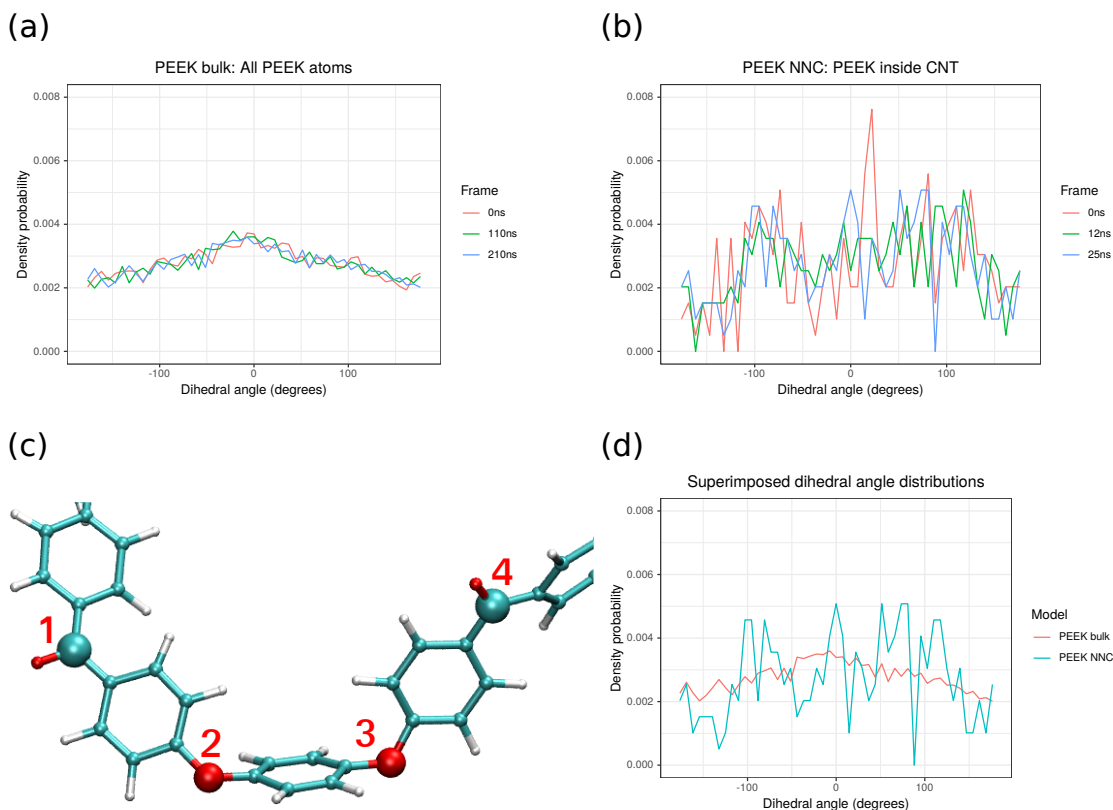 (a)
PEEK bulk: All PEEK atoms
0.008
0.006
0.004
0.002
0.000
-100
0
100
Density probability
Dihedral angle (degrees)
Frame
0ns
110ns
210ns
(b)
PEEK NNC: PEEK inside CNT
0.008
0.006
0.004
0.002
0.000
-100
0
100
Density probability
Dihedral angle (degrees)
Frame
0ns
12ns
25ns
(c)
1
2
3
4
(d)
Superimposed dihedral angle distributions
0.008
0.006
0.004
0.002
0.000
-100
0
100
Density probability
Dihedral angle (degrees)
Model
PEEK bulk
PEEK NNC